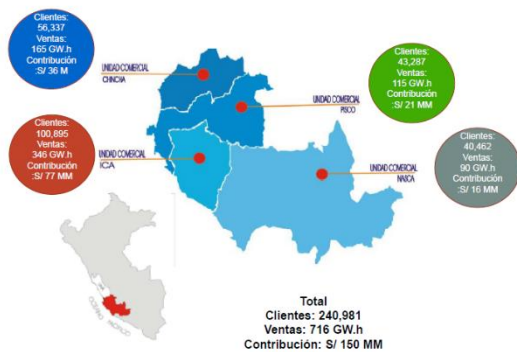 Clientes:
56,337
Ventas:
165 GW.h
Contribución
S/ 36 M
UNIDAD COMERCIAL
CHINCHA
Clientes:
43,287
Ventas:
115 GW.h
Contribución
:S/ 21 MM
UNIDAD COMERCIAL
PISCO
Clientes:
100,895
Ventas:
346 GW.h
Contribución
:S/ 77 MM
UNIDAD COMERCIAL
ICA
Clientes:
40,462
Ventas:
90 GW.h
Contribución
:S/ 16 MM
UNIDAD COMERCIAL
NASCA
OCÉANO
PACÍFICO
Total
Clientes: 240,981
Ventas: 716 GW.h
Contribución: S/ 150 MM